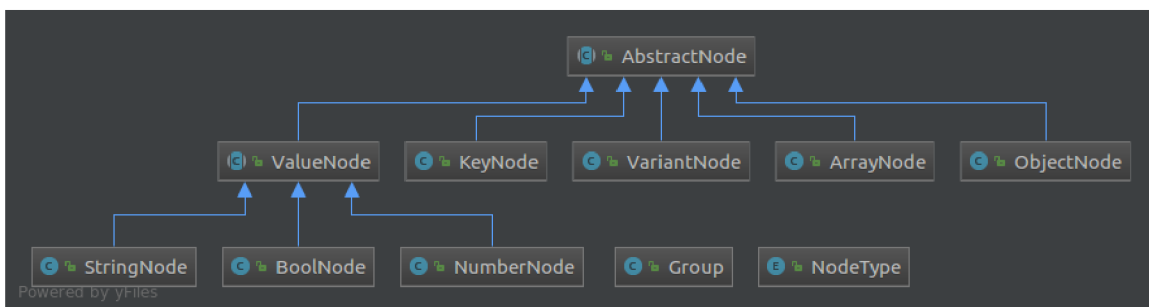 C AbstractNode
C ValueNode
C KeyNode
C VariantNode
C ArrayNode
C ObjectNode
C StringNode
C BoolNode
C NumberNode
C Group
E NodeType
Powered by yFiles